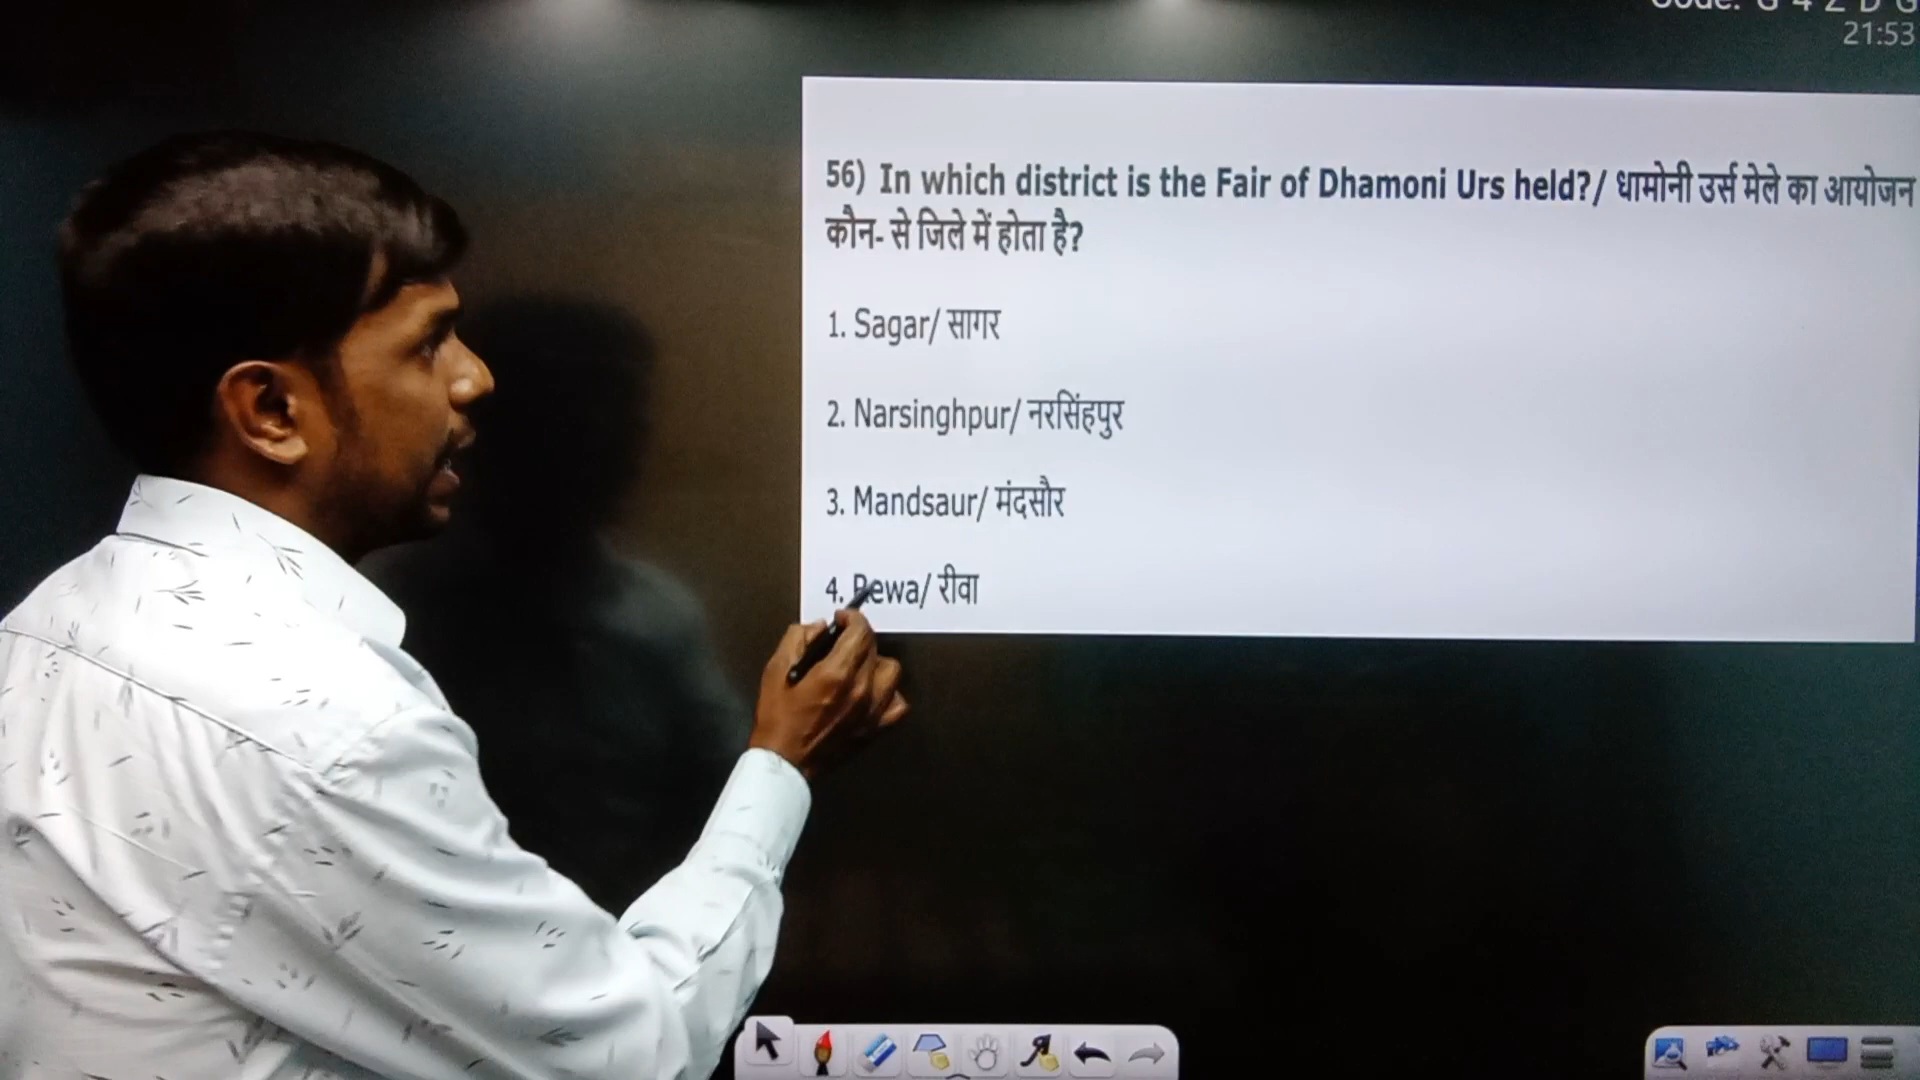 21:53
56) In which district is the Fair of Dhamoni Urs held?/ धामोनी उर्स मेले का आयोजन
कौन- से जिले में होता है?
1. Sagar/ सागर
2. Narsinghpur/ नरसिंहपुर
3. Mandsaur/ मंदसौर
4. Rewa/ रीवा